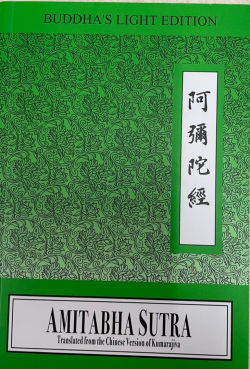 BUDDHA'S LIGHT EDITION
阿彌陀經
AMITABHA SUTRA
Translated from the Chinese Version of Kumarajiva